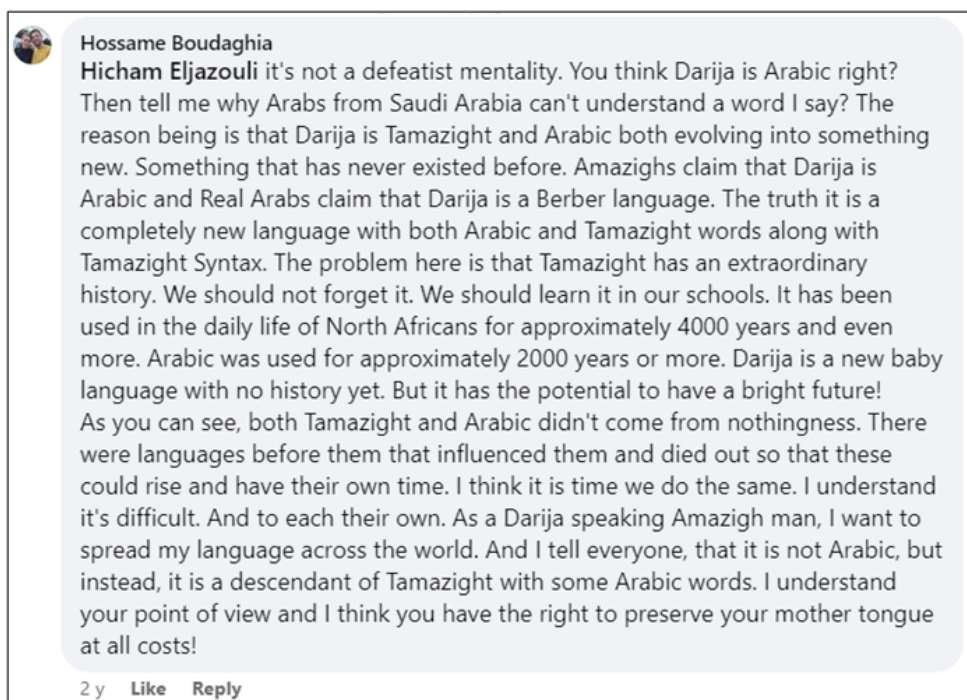 Hossame Boudaghia
Hicham Eljazouli it's not a defeatist mentality. You think Darija is Arabic right?
Then tell me why Arabs from Saudi Arabia can't understand a word I say? The
reason being is that Darija is Tamazight and Arabic both evolving into something
new. Something that has never existed before. Amazighs claim that Darija is
Arabic and Real Arabs claim that Darija is a Berber language. The truth it is a
completely new language with both Arabic and Tamazight words along with
Tamazight Syntax. The problem here is that Tamazight has an extraordinary
history. We should not forget it. We should learn it in our schools. It has been
used in the daily life of North Africans for approximately 4000 years and even
more. Arabic was used for approximately 2000 years or more. Darija is a new baby
language with no history yet. But it has the potential to have a bright future!
As you can see, both Tamazight and Arabic didn't come from nothingness. There
were languages before them that influenced them and died out so that these
could rise and have their own time. I think it is time we do the same. I understand
it's difficult. And to each their own. As a Darija speaking Amazigh man, I want to
spread my language across the world. And I tell everyone, that it is not Arabic, but
instead, it is a descendant of Tamazight with some Arabic words. I understand
your point of view and I think you have the right to preserve your mother tongue
at all costs!
2 y Like Reply